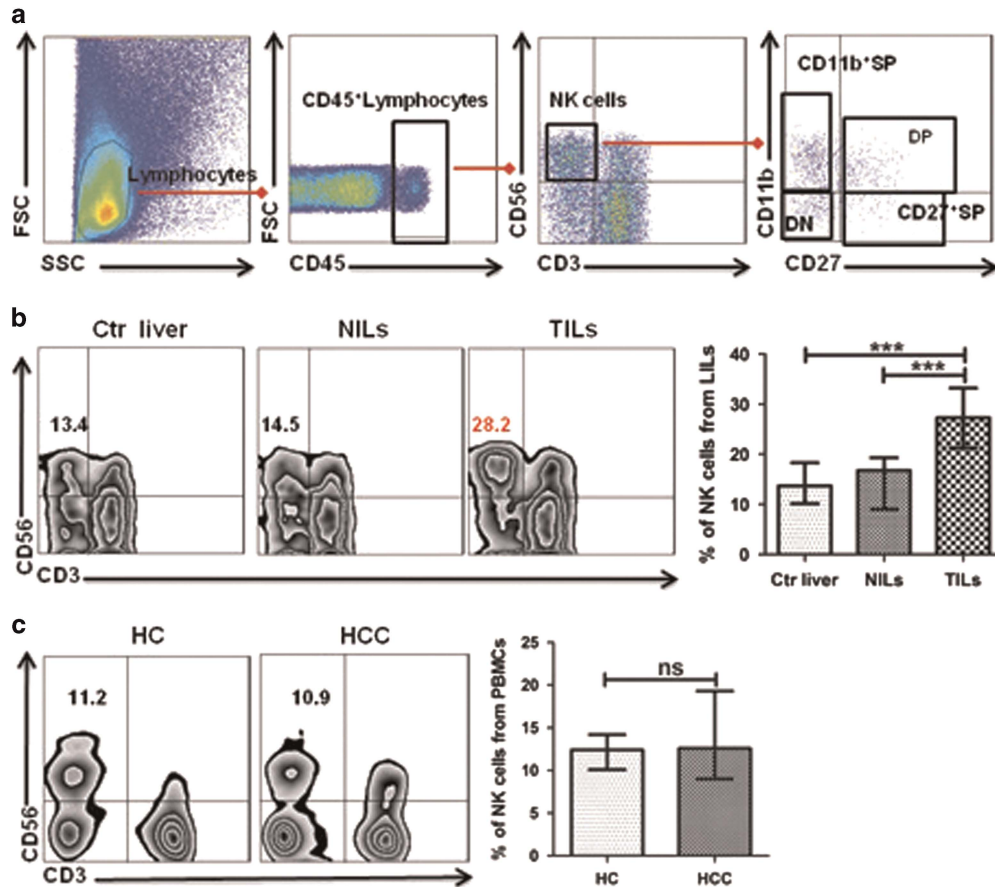 a
FSC
Lymphocytes
SSC
FSC
CD45⁺Lymphocytes
CD45
CD56
NK cells
CD3
CD11b
CD11b⁺SP
DP
DN
CD27⁺SP
CD27
b
Ctr liver
NILs
TILs
13.4
14.5
28.2
CD56
CD3
% of NK cells from LILs
40
30
20
10
0
***
***
Ctr liver
NILs
TILs
c
HC
HCC
11.2
10.9
CD56
CD3
% of NK cells from PBMCs
25
20
15
10
5
0
ns
HC
HCC